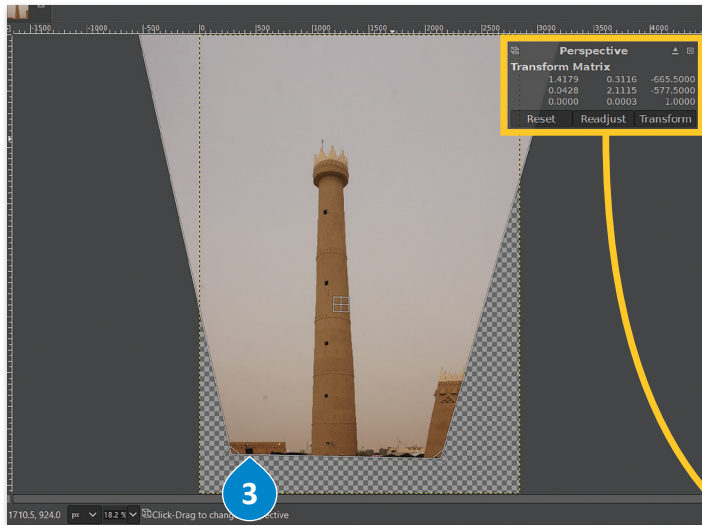 -1500 -1000 -500 0 500 1000 1500 2000 2500 3000 3500 4000
Perspective
Transform Matrix
1.4179 0.3116 -665.5000
0.0428 2.1115 -577.5000
0.0000 0.0003 1.0000
Reset Readjust Transform
3
1710.5, 924.0 px 18.2 % Click-Drag to chang
ective